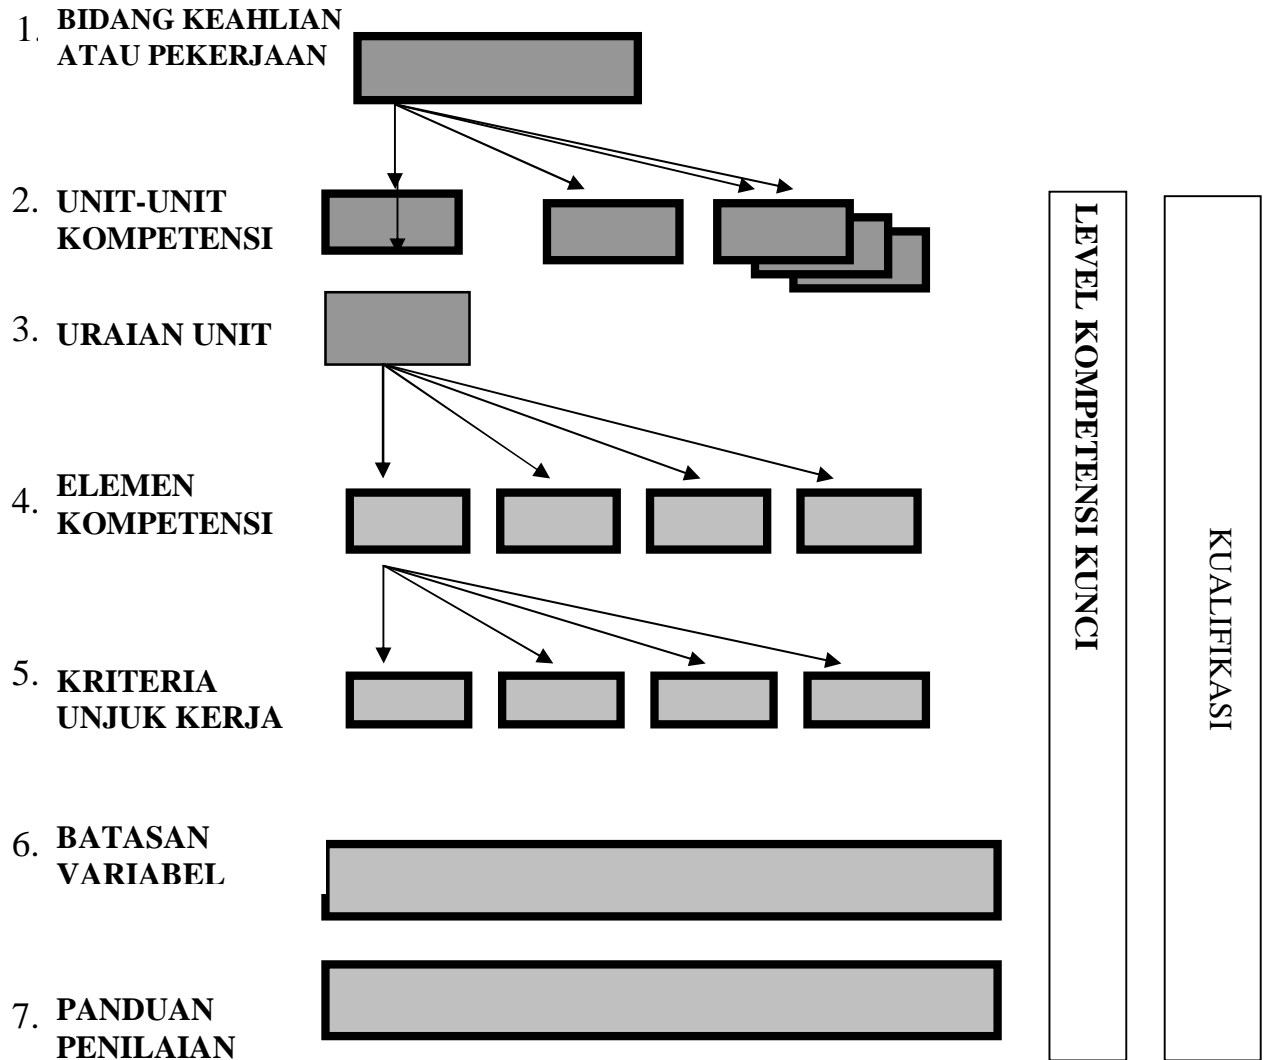 1. BIDANG KEAHLIAN
ATAU PEKERJAAN
2. UNIT-UNIT
KOMPETENSI
3. URAIAN UNIT
4. ELEMEN
KOMPETENSI
5. KRITERIA
UNJUK KERJA
6. BATASAN
VARIABEL
7. PANDUAN
PENILAIAN
LEVEL KOMPETENSI KUNCI
KUALIFIKASI